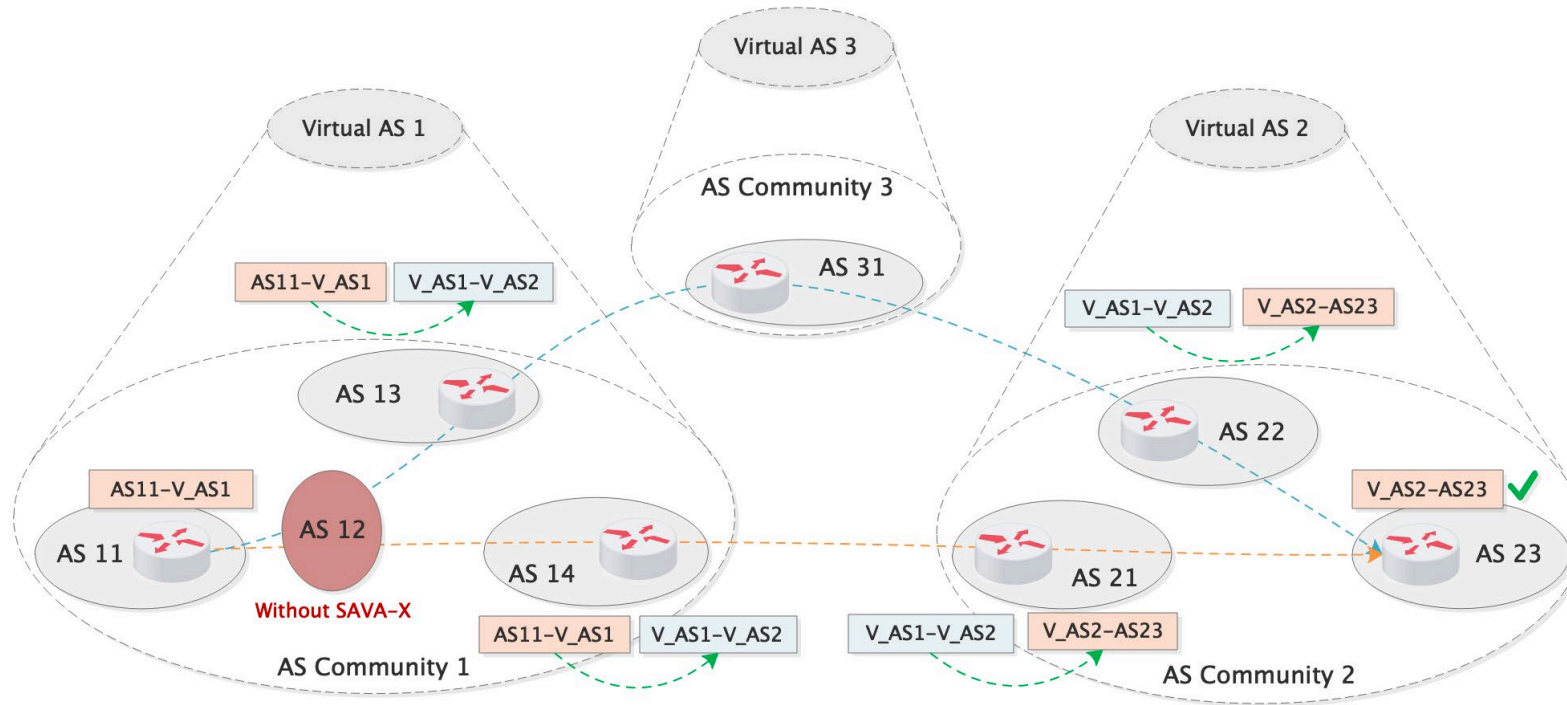 Virtual AS 3
Virtual AS 1
Virtual AS 2
AS Community 3
AS 31
AS11-V_AS1
V_AS1-V_AS2
V_AS1-V_AS2
V_AS2-AS23
AS 13
AS 22
AS11-V_AS1
V_AS2-AS23
AS 11
AS 12
AS 14
AS 21
AS 23
Without SAVA-X
AS11-V_AS1
V_AS1-V_AS2
V_AS1-V_AS2
V_AS2-AS23
AS Community 1
AS Community 2